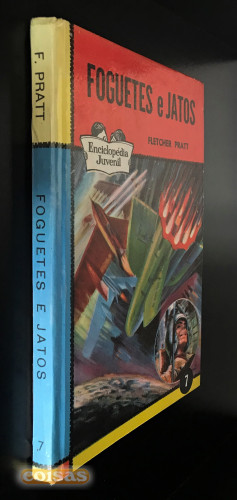 F. PRATT
FOGUETES E JATOS
7
FOGUETES e JATOS
FLETCHER PRATT
Enciclopédia
Juvenil
7
coisas